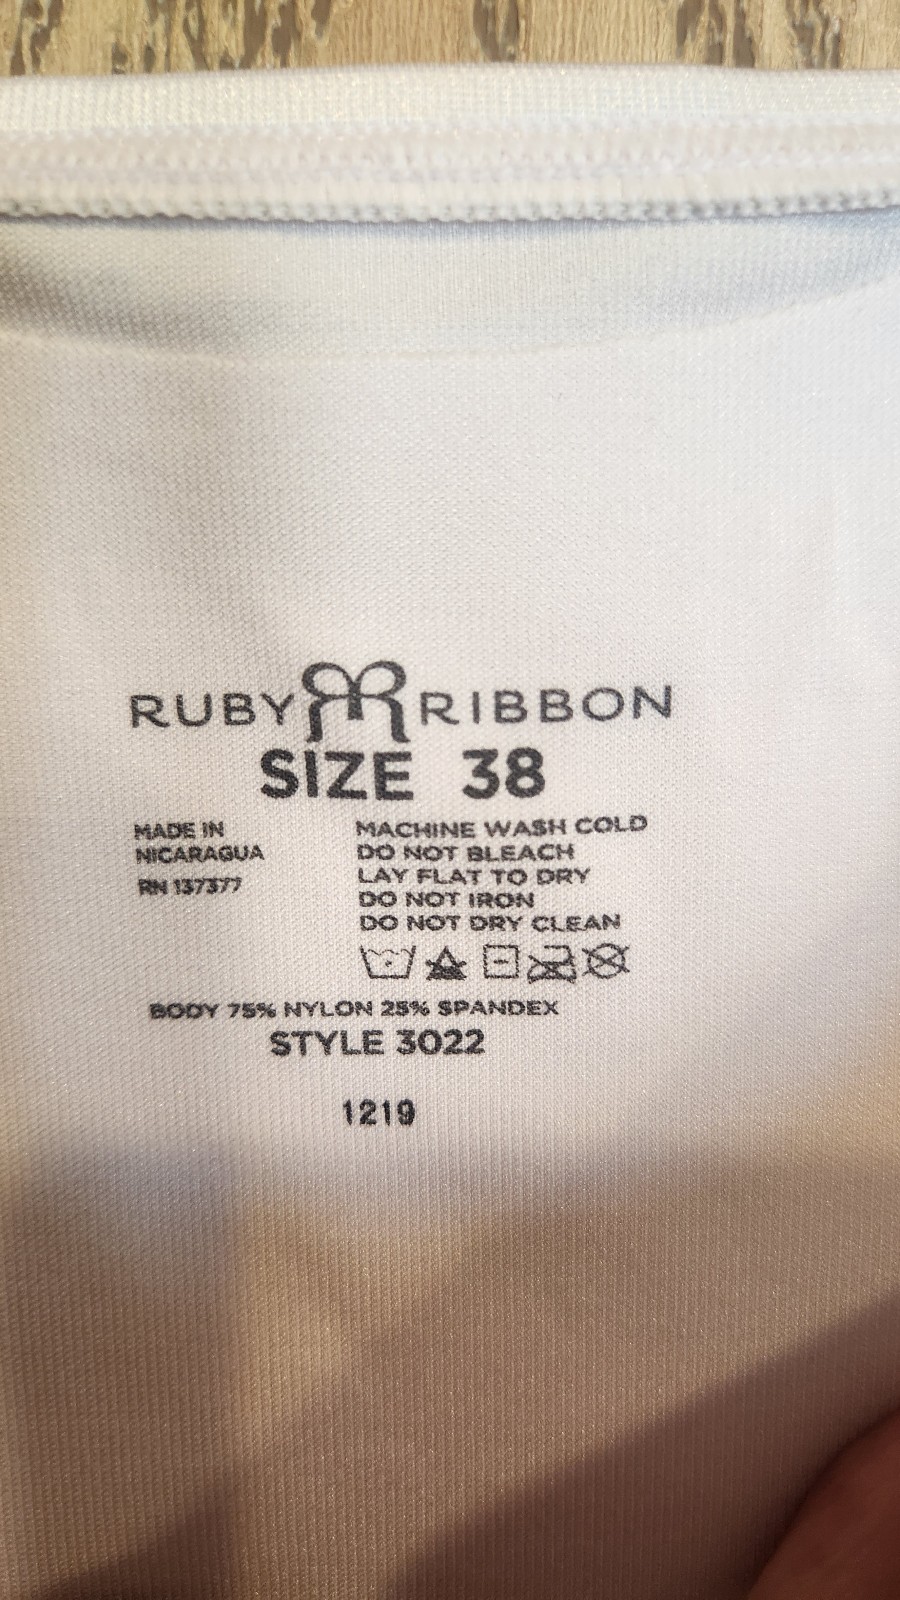 RUBY RIBBON
SIZE 38
MADE IN
NICARAGUA
RN 137377
MACHINE WASH COLD
DO NOT BLEACH
LAY FLAT TO DRY
DO NOT IRON
DO NOT DRY CLEAN
BODY 75% NYLON 25% SPANDEX
STYLE 3022
1219